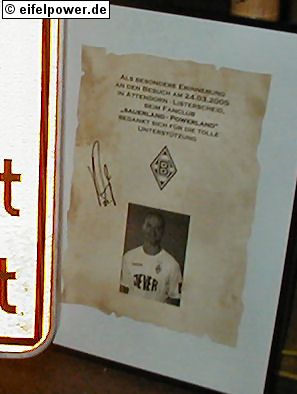 © eifelpower.de
ALS BESONDERE ERINNERUNG
AN DEN BESUCH AM 24.03.2005
IN ATTENDORN - LISTERSCHEID,
SEIN FANCLUB
„SAUERLAND - POWERLAND"
BEDANKT SICH FÜR DIE TOLLE
UNTERSTÜTZUNG
B
JEVER
t
t